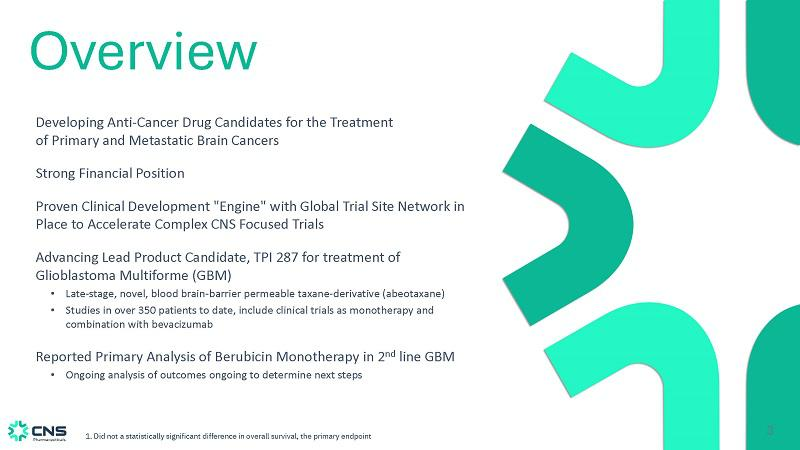 Overview
Developing Anti-Cancer Drug Candidates for the Treatment
of Primary and Metastatic Brain Cancers
Strong Financial Position
Proven Clinical Development "Engine" with Global Trial Site Network in
Place to Accelerate Complex CNS Focused Trials
Advancing Lead Product Candidate, TPI 287 for treatment of
Glioblastoma Multiforme (GBM)
• Late-stage, novel, blood brain-barrier permeable taxane-derivative (abeotaxane)
• Studies in over 350 patients to date, include clinical trials as monotherapy and
combination with bevacizumab
Reported Primary Analysis of Berubicin Monotherapy in 2nd line GBM
• Ongoing analysis of outcomes ongoing to determine next steps
CNS
Pharmaceuticals
1. Did not a statistically significant difference in overall survival, the primary endpoint
3